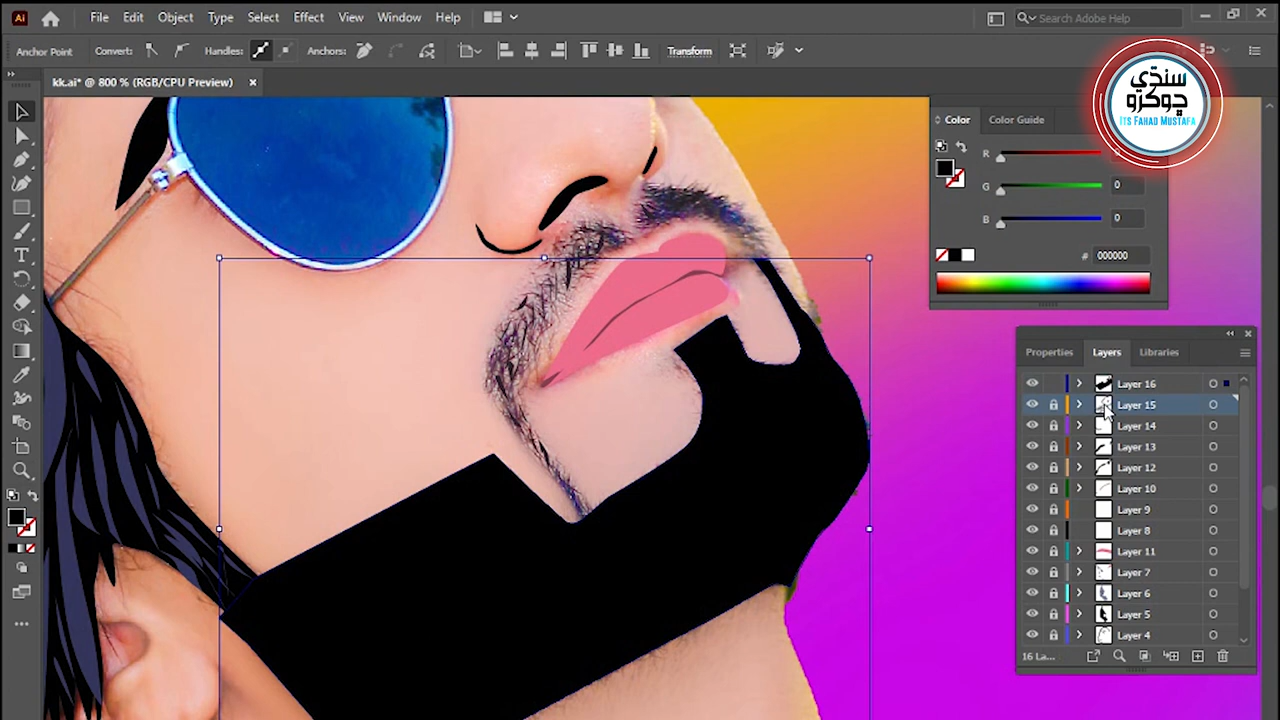 Ai File Edit Object Type Select Effect View Window Help
Search Adobe Help
Anchor Point Convert: Handles: Anchors: Transform
kk.ai* @ 800 % (RGB/CPU Preview) ×
سنڌي
ڇوڪرو
ITS FAHAD MUSTAFA
Color Color Guide
R
G 0
B 0
# 000000
Properties Layers Libraries
Layer 16
Layer 15
Layer 14
Layer 13
Layer 12
Layer 10
Layer 9
Layer 8
Layer 11
Layer 7
Layer 6
Layer 5
Layer 4
16 La...